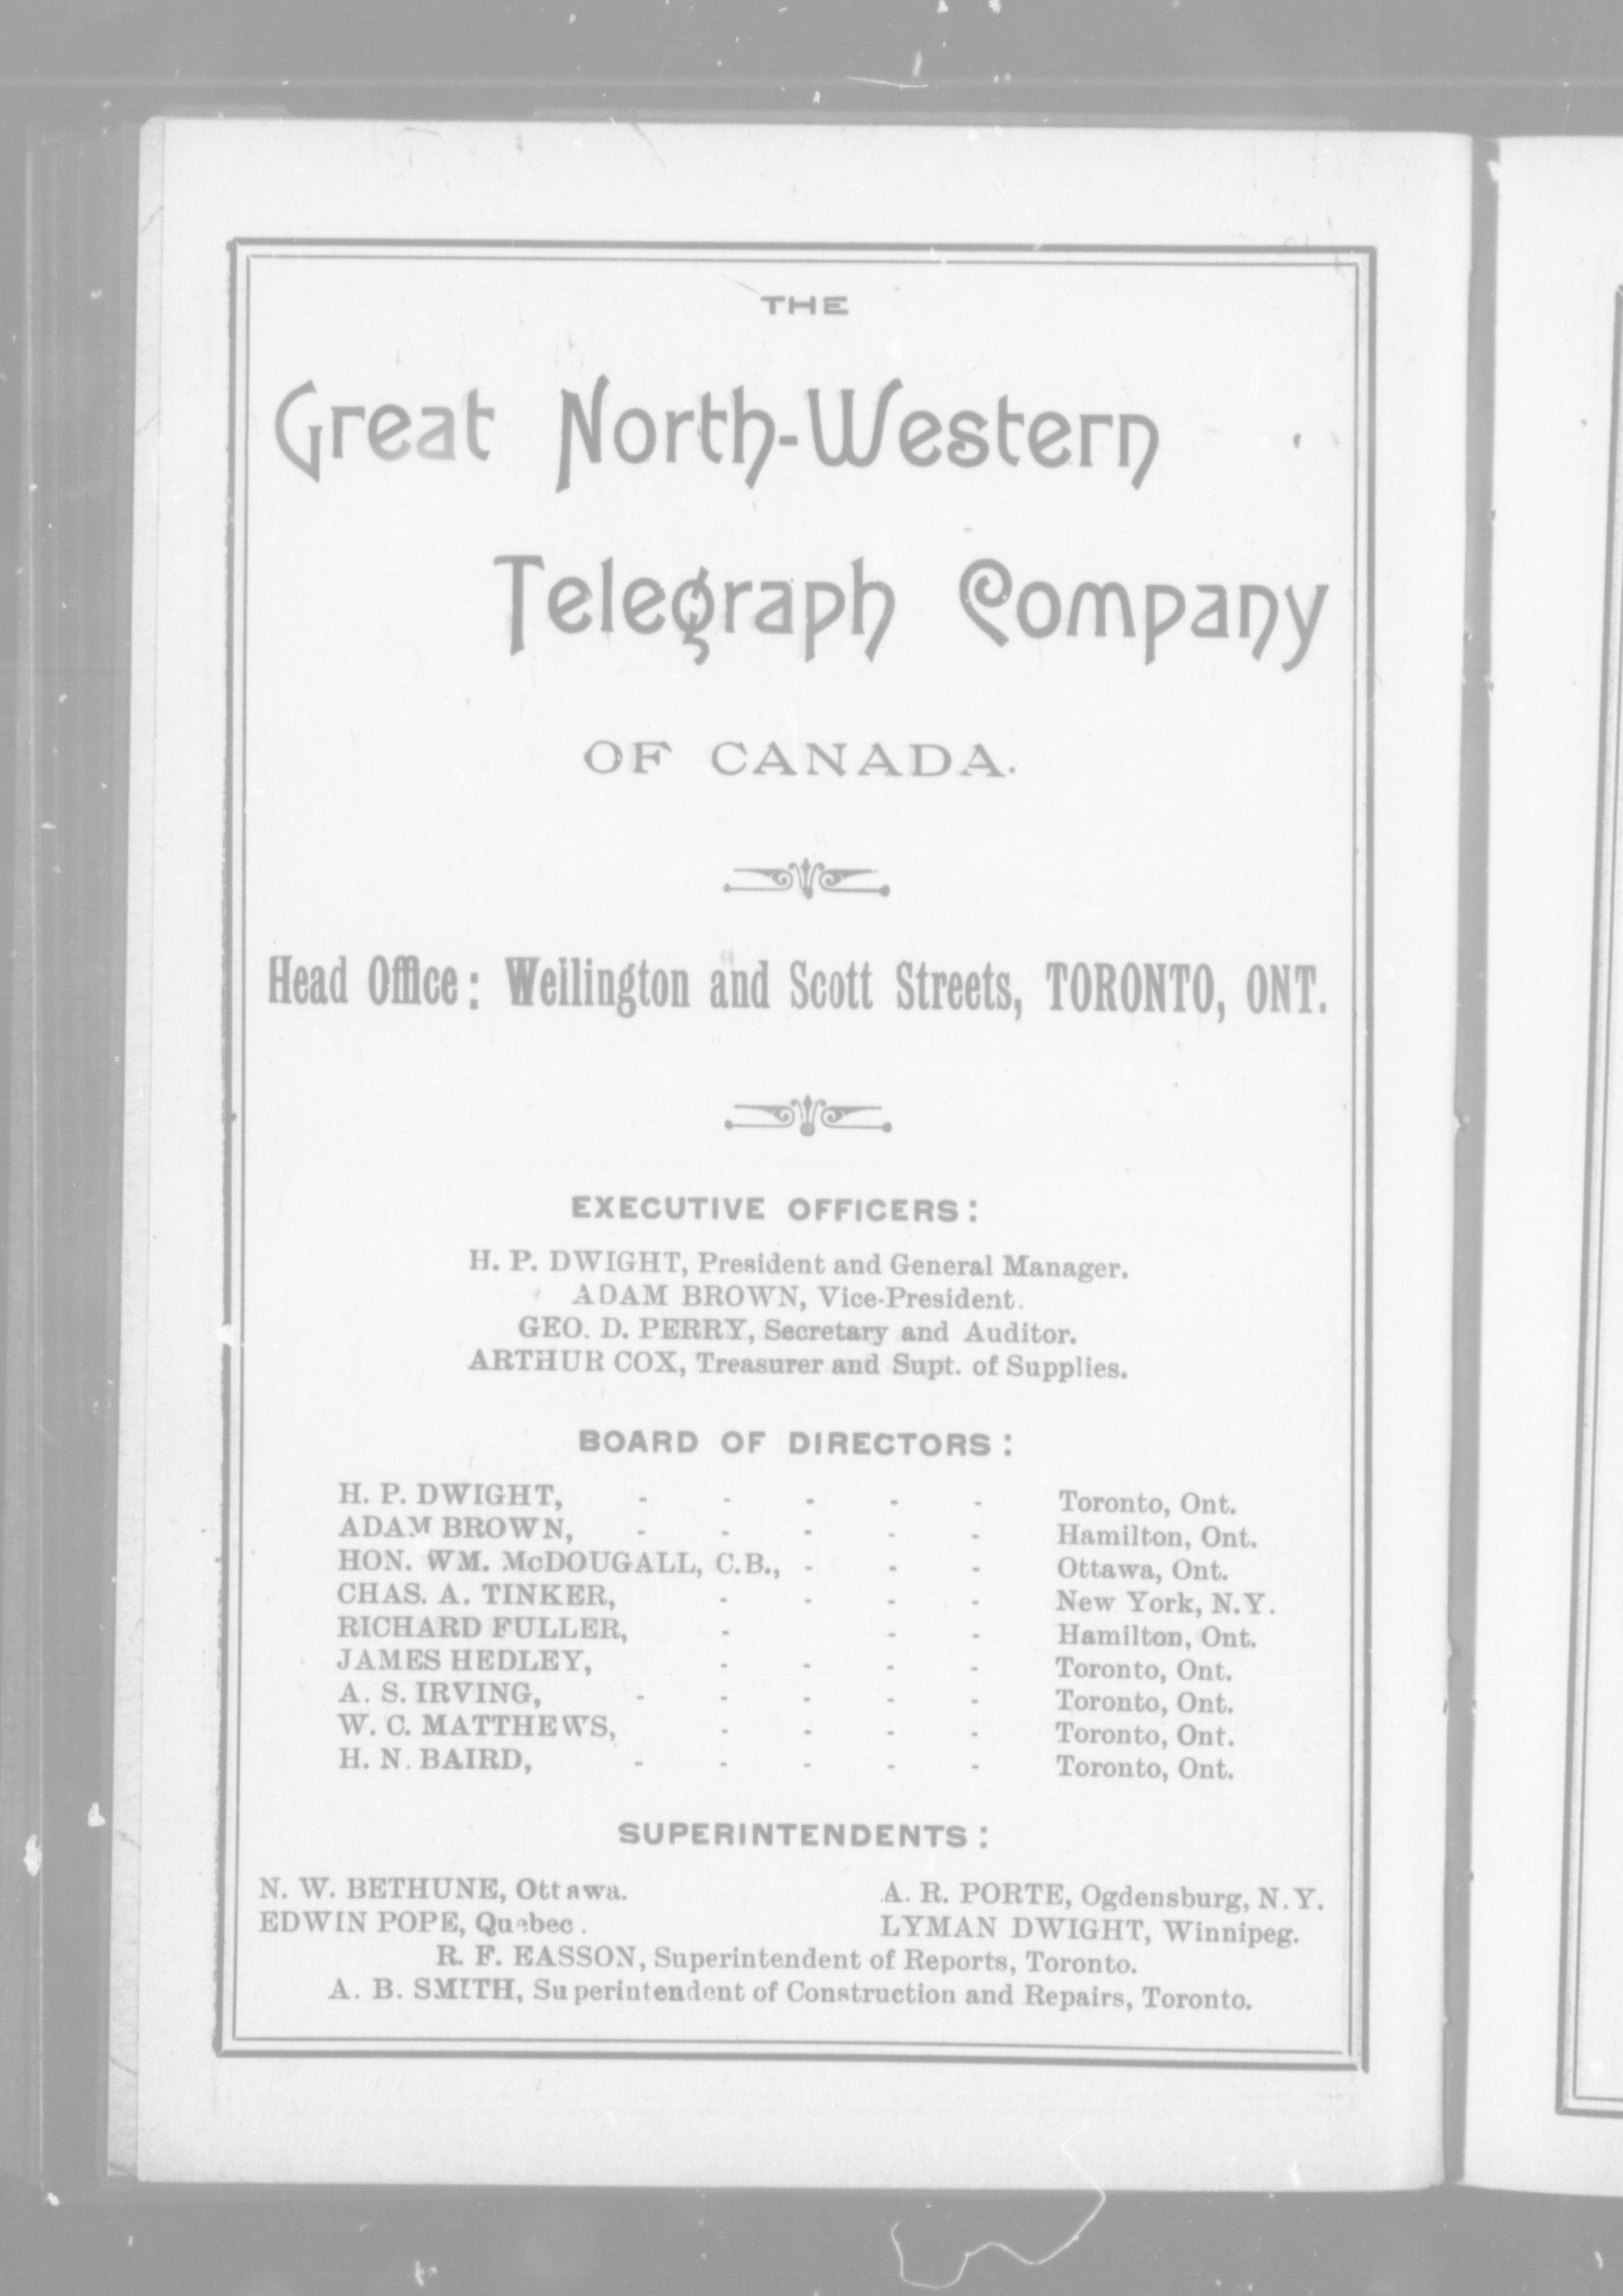 THE
Great North-Western
Telegraph Company
OF CANADA.
Head Office: Wellington and Scott Streets, TORONTO, ONT.
EXECUTIVE OFFICERS:
H. P. DWIGHT, President and General Manager.
ADAM BROWN, Vice-President.
GEO. D. PERRY, Secretary and Auditor.
ARTHUR COX, Treasurer and Supt. of Supplies.
BOARD OF DIRECTORS:
H. P. DWIGHT, - - - - - Toronto, Ont.
ADAM BROWN, - - - - - Hamilton, Ont.
HON. WM. McDOUGALL, C.B., - - - Ottawa, Ont.
CHAS. A. TINKER, - - - - New York, N.Y.
RICHARD FULLER, - - - Hamilton, Ont.
JAMES HEDLEY, - - - - Toronto, Ont.
A. S. IRVING, - - - - - Toronto, Ont.
W. C. MATTHEWS, - - - - Toronto, Ont.
H. N. BAIRD, - - - - - Toronto, Ont.
SUPERINTENDENTS:
N. W. BETHUNE, Ottawa. A. R. PORTE, Ogdensburg, N.Y.
EDWIN POPE, Quebec. LYMAN DWIGHT, Winnipeg.
R. F. EASSON, Superintendent of Reports, Toronto.
A. B. SMITH, Superintendent of Construction and Repairs, Toronto.